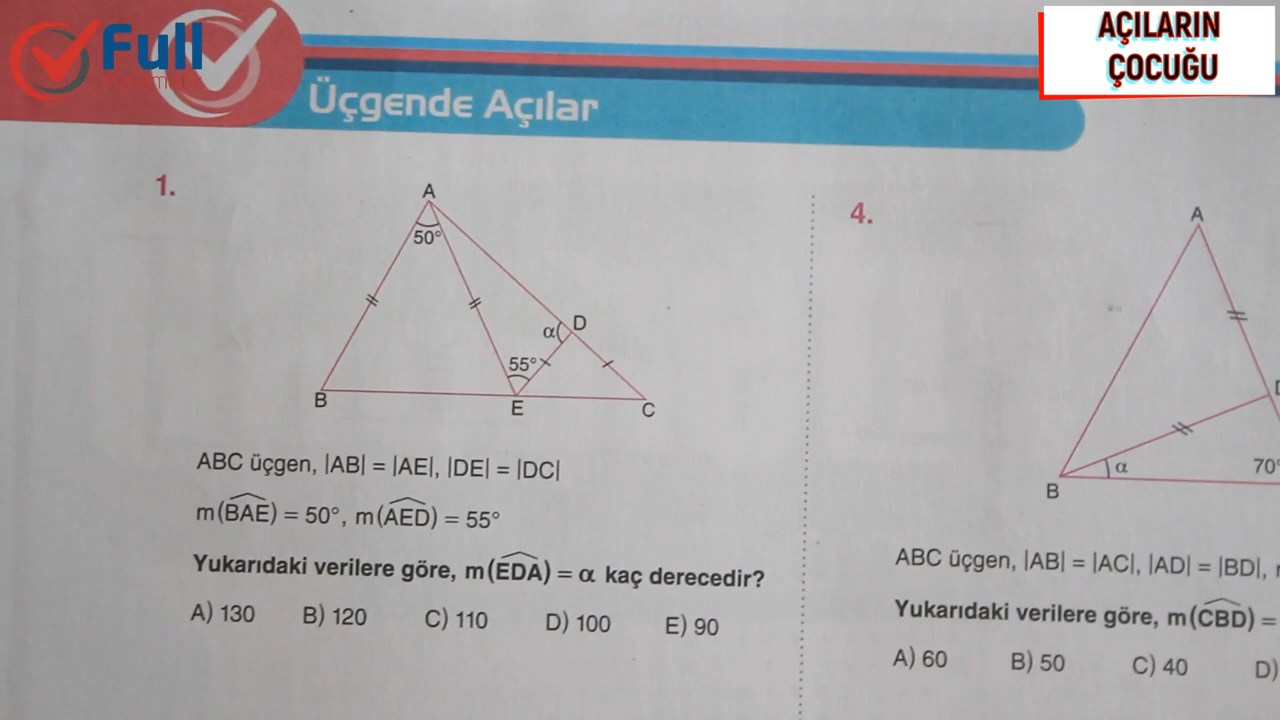 Full
AÇILARIN
ÇOCUĞU
Üçgende Açılar
1.
A
50°
D
α
55°
B
E
C
ABC üçgen, |AB| = |AE|, |DE| = |DC|
m(BAE) = 50°, m(AED) = 55°
Yukarıdaki verilere göre, m(EDA) = α kaç derecedir?
A) 130 B) 120 C) 110 D) 100 E) 90
4.
A
B
α
70°
ABC üçgen, |AB| = |AC|, |AD| = |BD|,
Yukarıdaki verilere göre, m(CBD) =
A) 60 B) 50 C) 40 D)